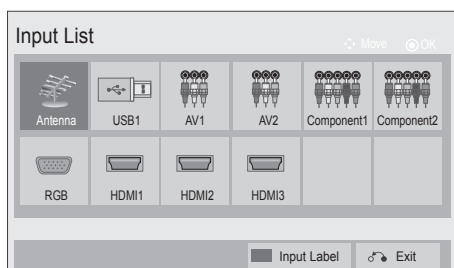 Input List
Move OK
Antenna USB1 AV1 AV2 Component1 Component2
RGB HDMI1 HDMI2 HDMI3
Input Label Exit